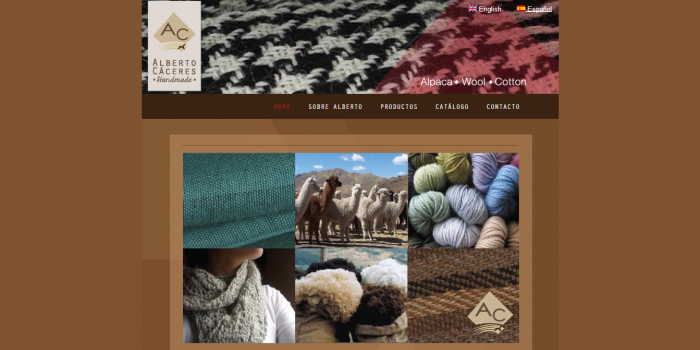 English Español
AC
ALBERTO
CÁCERES
• Handmade •
Alpaca • Wool • Cotton
HOME SOBRE ALBERTO PRODUCTOS CATÁLOGO CONTACTO
AC